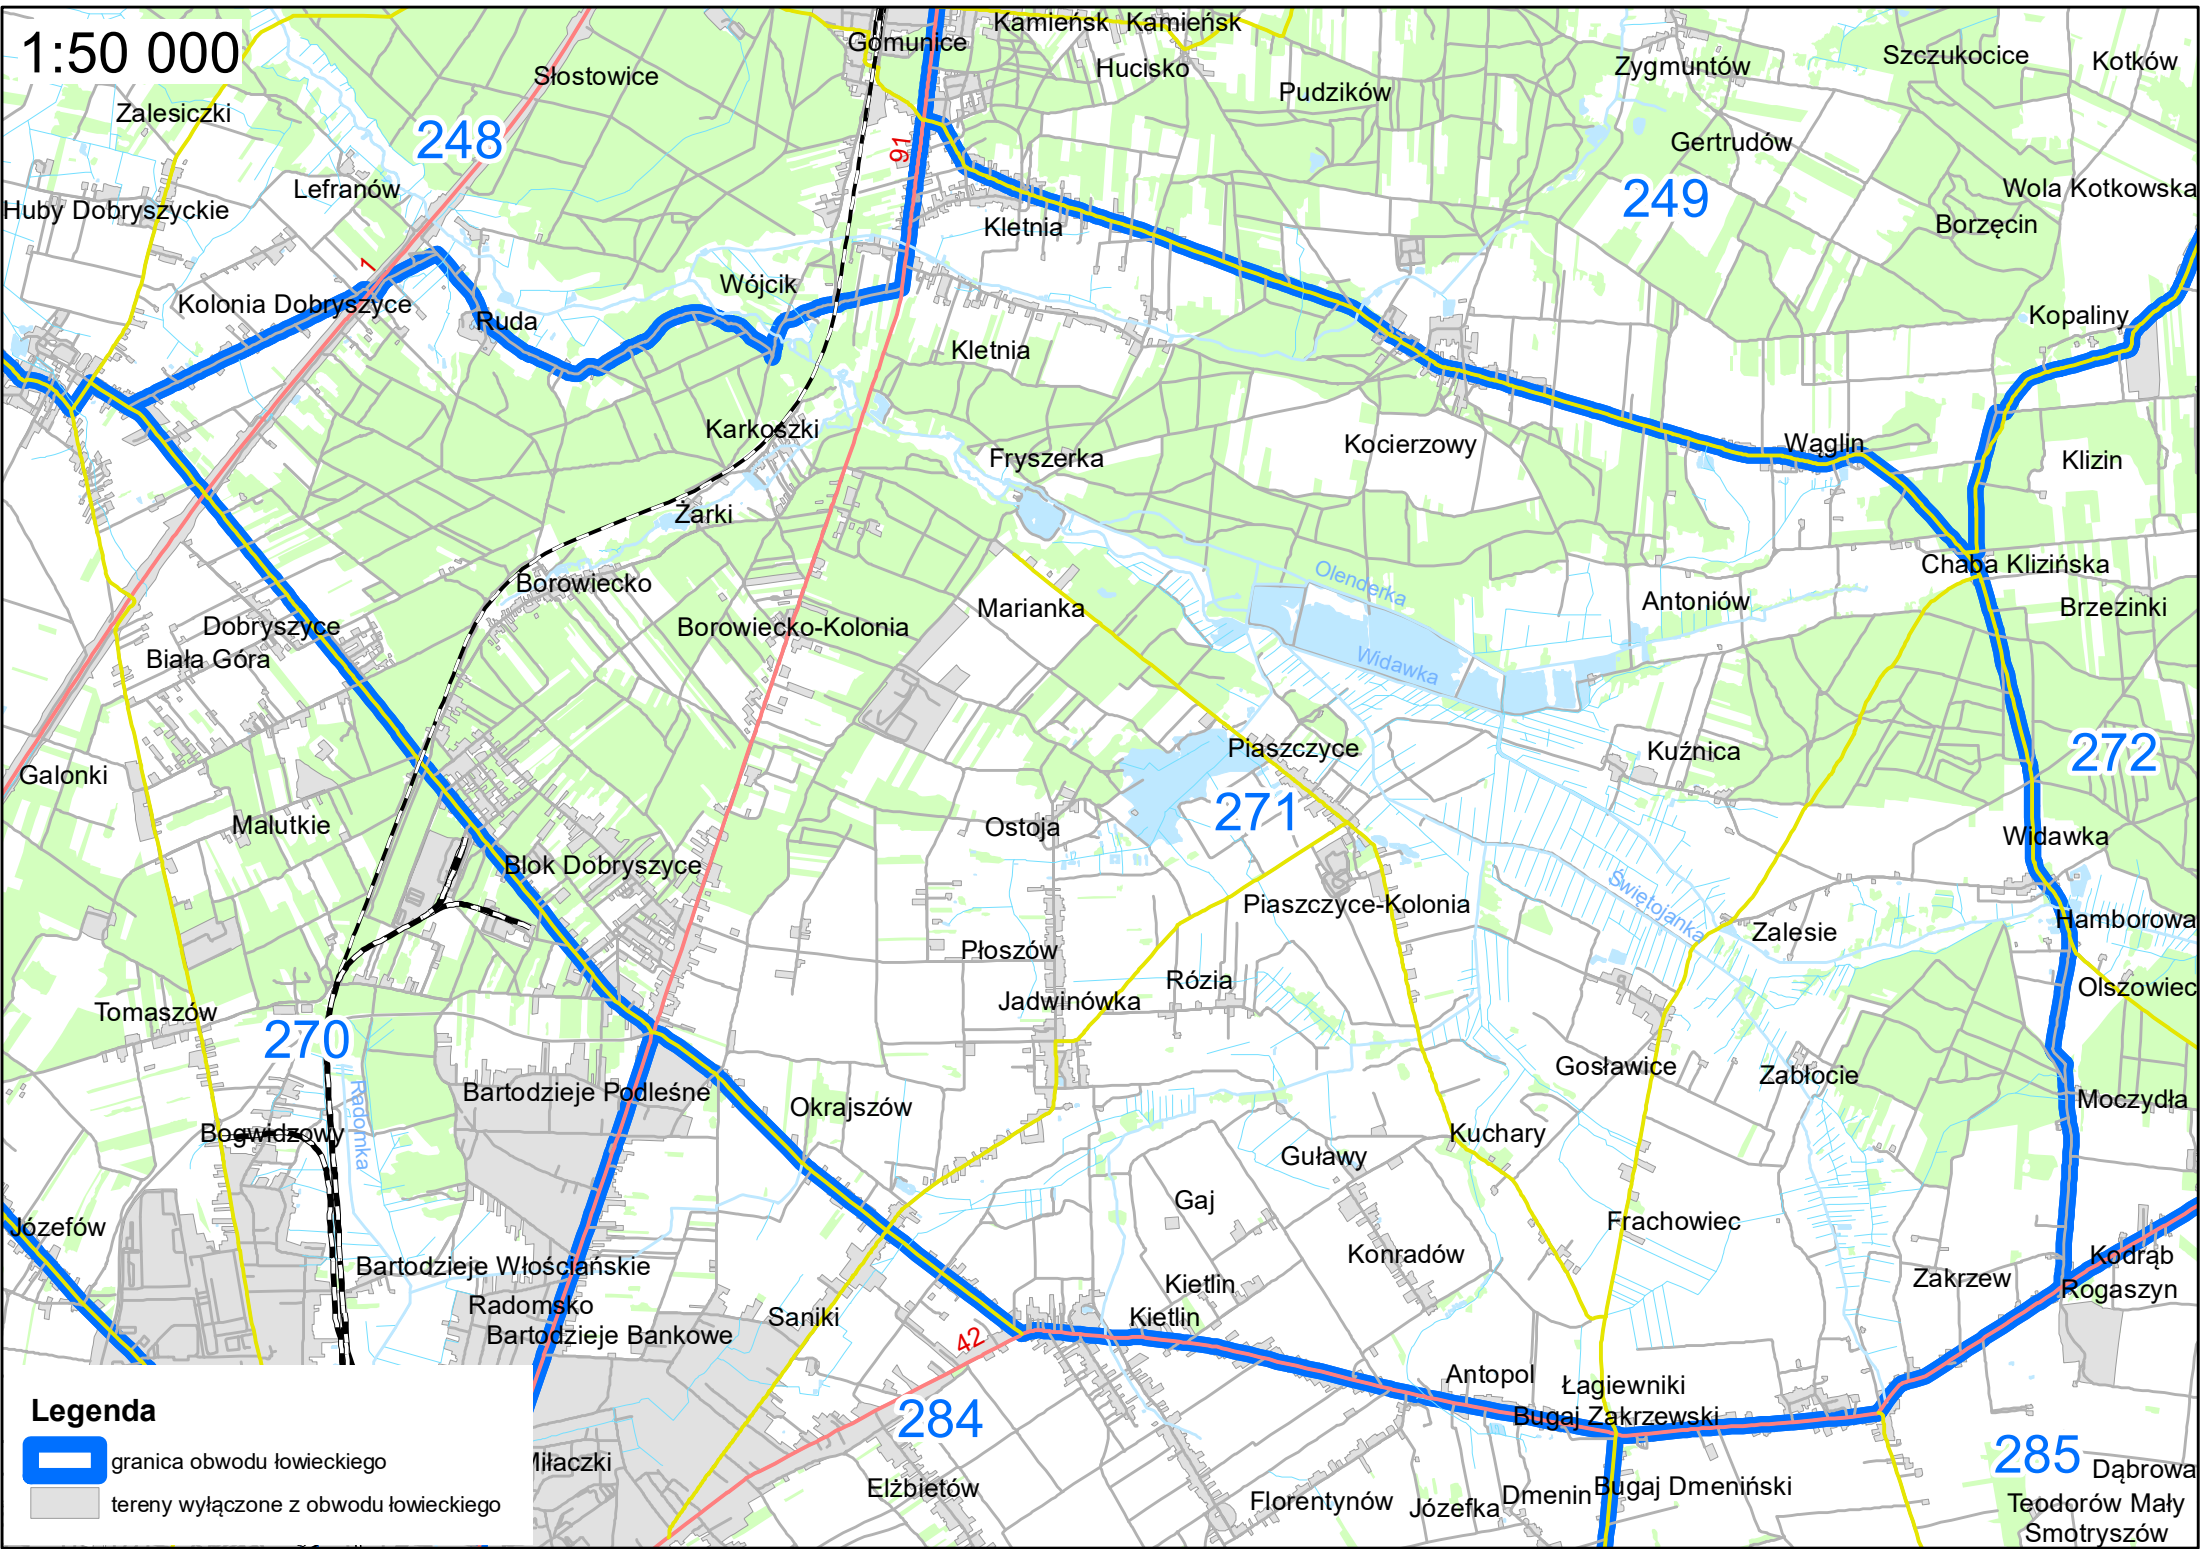 1:50 000
Kamieńsk
Kamieńsk
Gomunice
Słostowice
Hucisko
Pudzików
Zygmuntów
Szczukocice
Kotków
Zalesiczki
248
91
Gertrudów
Lefranów
249
Wola Kotkowska
Huby Dobryszyckie
Kletnia
Borzęcin
1
Wójcik
Kolonia Dobryszyce
Ruda
Kopaliny
Kletnia
Karkoszki
Kocierzowy
Wąglin
Fryszerka
Klizin
Żarki
Chaba Klizińska
Borowiecko
Olenderka
Marianka
Antoniów
Brzezinki
Dobryszyce
Borowiecko-Kolonia
Biała Góra
Widawka
Piaszczyce
Kuźnica
272
Galonki
271
Malutkie
Ostoja
Widawka
Blok Dobryszyce
Świętojanka
Piaszczyce-Kolonia
Hamborowa
Zalesie
Płoszów
Rózia
Olszowiec
Jadwinówka
Tomaszów
270
Gosławice
Zabłocie
Bartodzieje Podleśne
Okrajszów
Moczydła
Radomka
Bogwidzowy
Kuchary
Guławy
Gaj
Józefów
Frachowiec
Konradów
Kodrąb
Bartodzieje Włościańskie
Zakrzew
Kietlin
Rogaszyn
Radomsko
Saniki
Kietlin
Bartodzieje Bankowe
42
Antopol
Łagiewniki
Legenda
284
Bugaj Zakrzewski
granica obwodu łowieckiego
285
Miłaczki
Dąbrowa
Elżbietów
Bugaj Dmeniński
Dmenin
tereny wyłączone z obwodu łowieckiego
Florentynów
Józefka
Teodorów Mały
Smotryszów